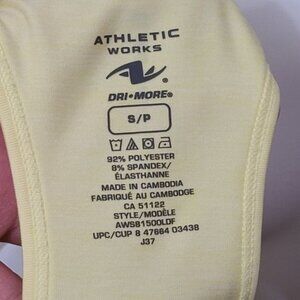 ATHLETIC
WORKS
DRI•MORE®
S/P
92% POLYESTER
8% SPANDEX/
ÉLASTHANNE
MADE IN CAMBODIA
FABRIQUÉ AU CAMBODGE
CA 51122
STYLE/MODÈLE
AWS81500LDF
UPC/CUP 8 47664 03438
J37